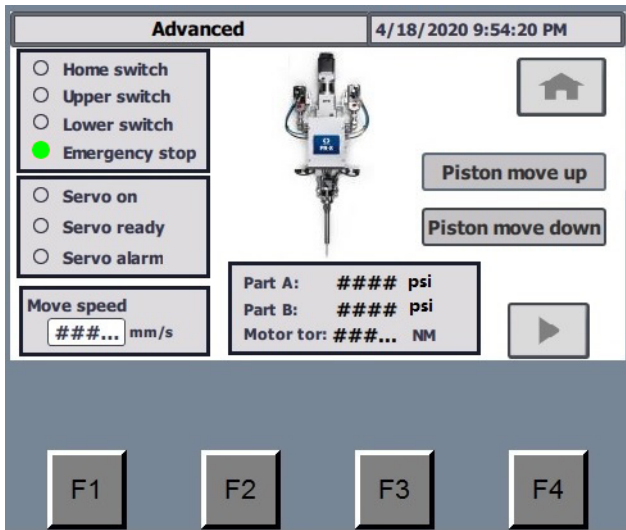 Advanced
4/18/2020 9:54:20 PM
Home switch
Upper switch
Lower switch
Emergency stop
Servo on
Servo ready
Servo alarm
Move speed
###... mm/s
PR-X
Piston move up
Piston move down
Part A: #### psi
Part B: #### psi
Motor tor: ###... NM
F1
F2
F3
F4